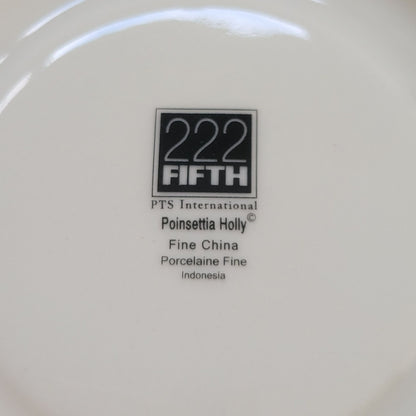 222
FIFTH
PTS International
Poinsettia Holly©
Fine China
Porcelaine Fine
Indonesia